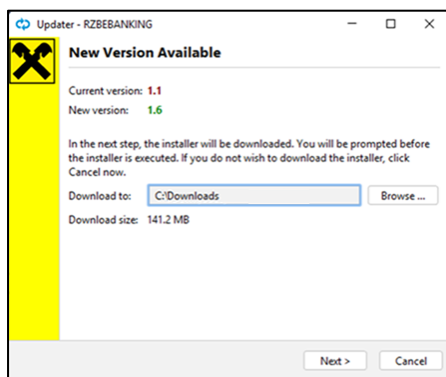 Updater - RZBEBANKING
New Version Available
Current version: 1.1
New version: 1.6
In the next step, the installer will be downloaded. You will be prompted before
the installer is executed. If you do not wish to download the installer, click
Cancel now.
Download to: C:\Downloads Browse ...
Download size: 141.2 MB
Next > Cancel